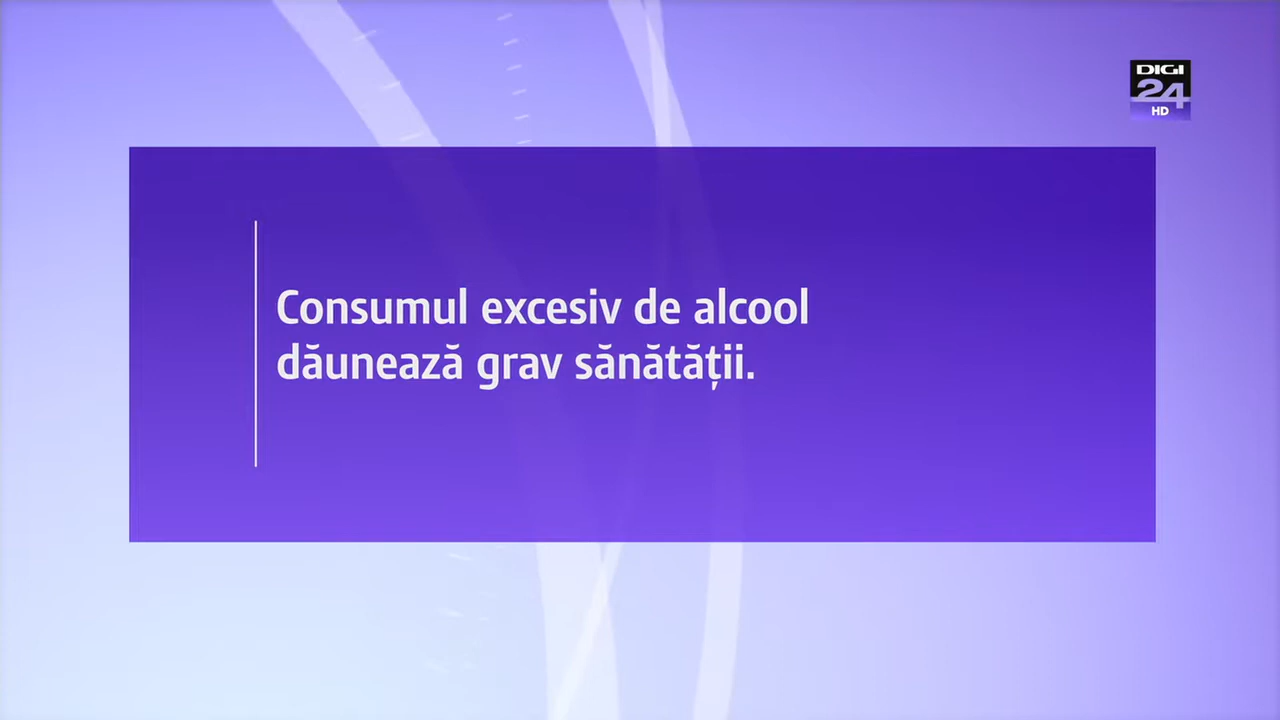 DIGI
24
HD
Consumul excesiv de alcool
dăunează grav sănătății.